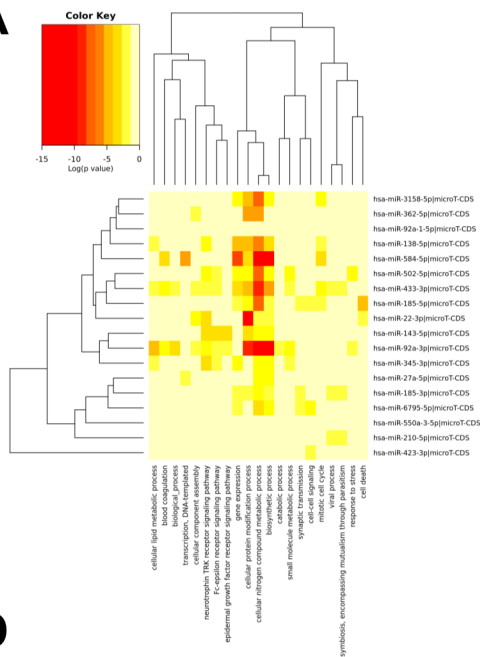 A
Color Key
-15 -10 -5 0
Log(p value)
hsa-miR-3158-5p|microT-CDS
hsa-miR-362-5p|microT-CDS
hsa-miR-92a-1-5p|microT-CDS
hsa-miR-138-5p|microT-CDS
hsa-miR-584-5p|microT-CDS
hsa-miR-502-5p|microT-CDS
hsa-miR-433-3p|microT-CDS
hsa-miR-185-5p|microT-CDS
hsa-miR-22-3p|microT-CDS
hsa-miR-143-5p|microT-CDS
hsa-miR-92a-3p|microT-CDS
hsa-miR-345-3p|microT-CDS
hsa-miR-27a-5p|microT-CDS
hsa-miR-185-3p|microT-CDS
hsa-miR-6795-5p|microT-CDS
hsa-miR-550a-3-5p|microT-CDS
hsa-miR-210-5p|microT-CDS
hsa-miR-423-3p|microT-CDS
cellular lipid metabolic process
blood coagulation
biological_process
transcription, DNA-templated
cellular component assembly
neurotrophin TRK receptor signaling pathway
Fc-epsilon receptor signaling pathway
epidermal growth factor receptor signaling pathway
gene expression
cellular protein modification process
cellular nitrogen compound metabolic process
biosynthetic process
catabolic process
small molecule metabolic process
synaptic transmission
cell-cell signaling
mitotic cell cycle
viral process
symbiosis, encompassing mutualism through parasitism
response to stress
cell death